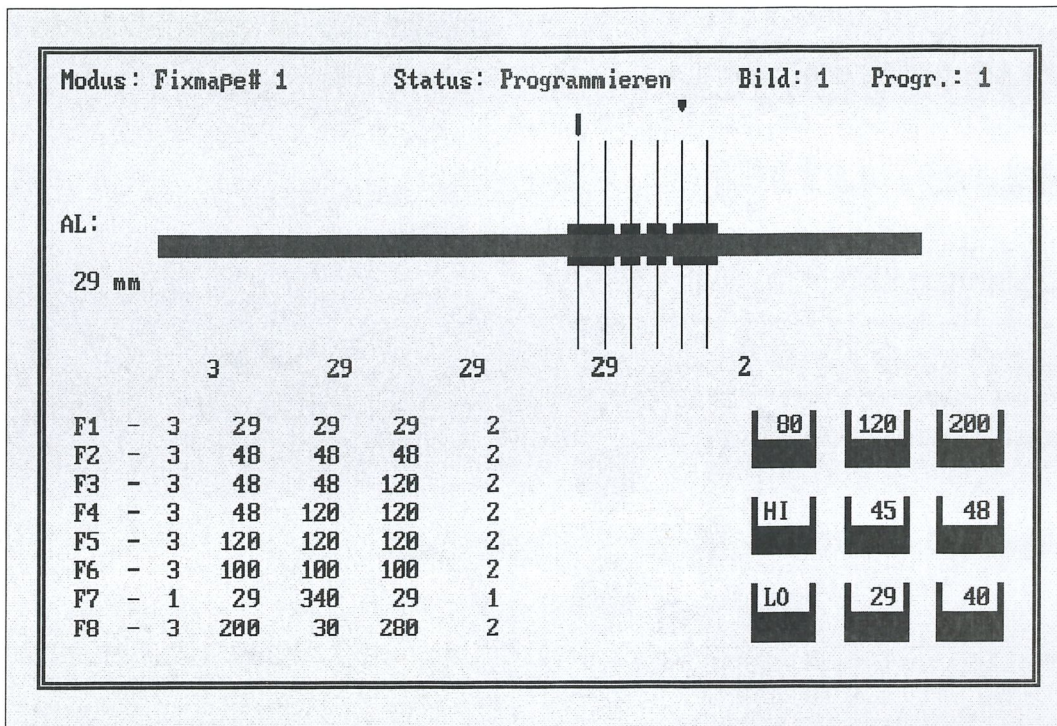 Modus: Fixmaβe# 1 Status: Programmieren Bild: 1 Progr.: 1
AL:
29 mm
3 29 29 29 2
F1 - 3 29 29 29 2
F2 - 3 48 48 48 2
F3 - 3 48 48 120 2
F4 - 3 48 120 120 2
F5 - 3 120 120 120 2
F6 - 3 100 100 100 2
F7 - 1 29 340 29 1
F8 - 3 200 30 280 2
80 120 200
HI 45 48
LO 29 40